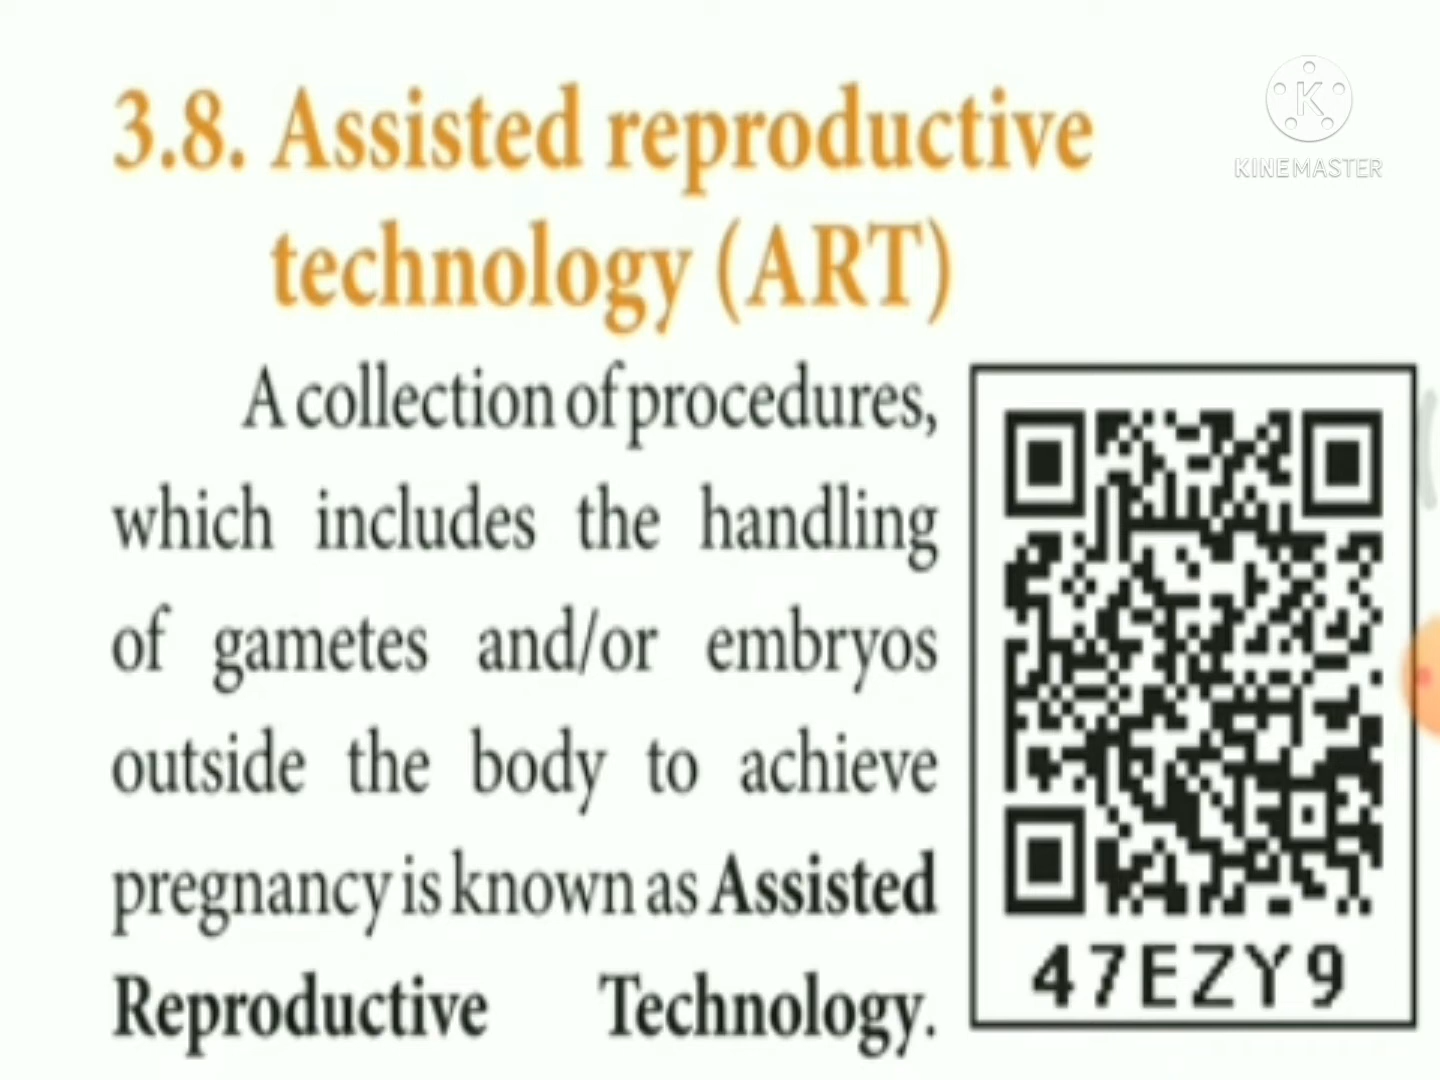 3.8. Assisted reproductive
technology (ART)
A collection of procedures,
which includes the handling
of gametes and/or embryos
outside the body to achieve
pregnancy is known as Assisted
Reproductive Technology.
47EZY9
KINEMASTER